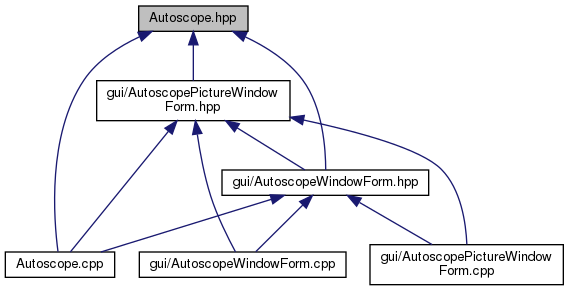 Autoscope.hpp
gui/AutoscopePictureWindow
Form.hpp
gui/AutoscopeWindowForm.hpp
Autoscope.cpp
gui/AutoscopeWindowForm.cpp
gui/AutoscopePictureWindow
Form.cpp